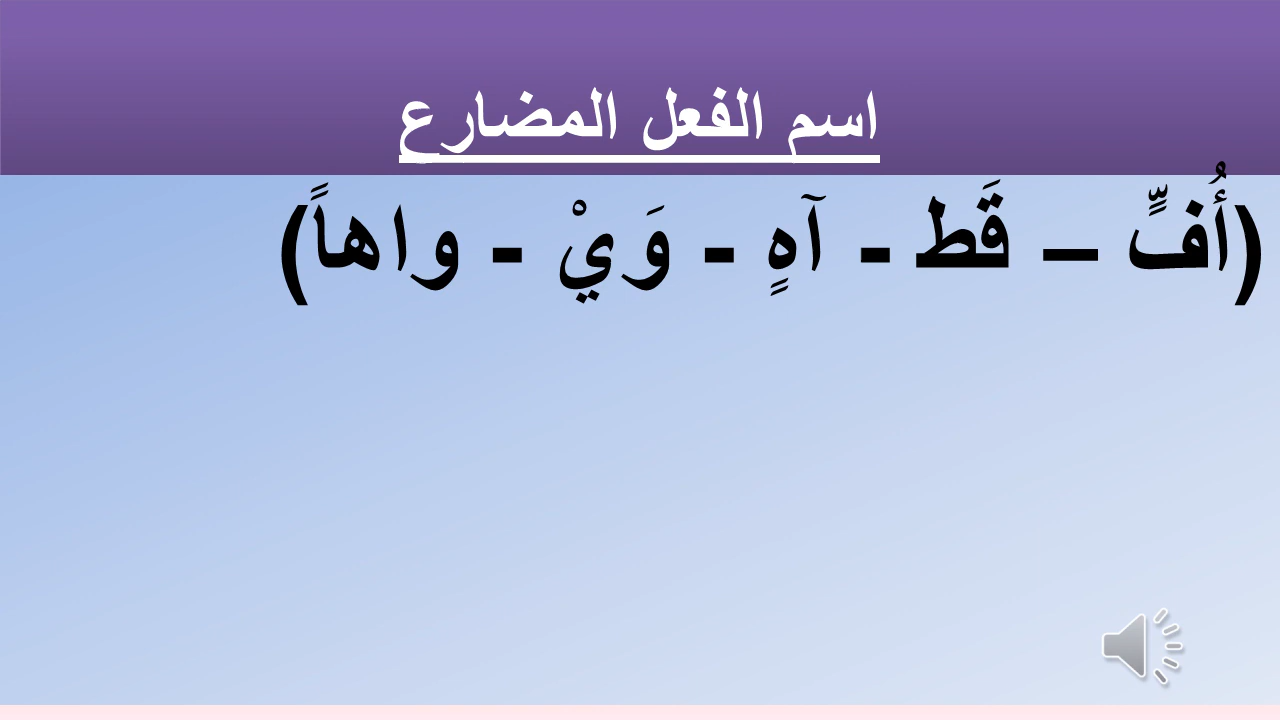 اسم الفعل المضارع
(أُفٍّ – قَط - آهٍ - وَيْ - واهاً)